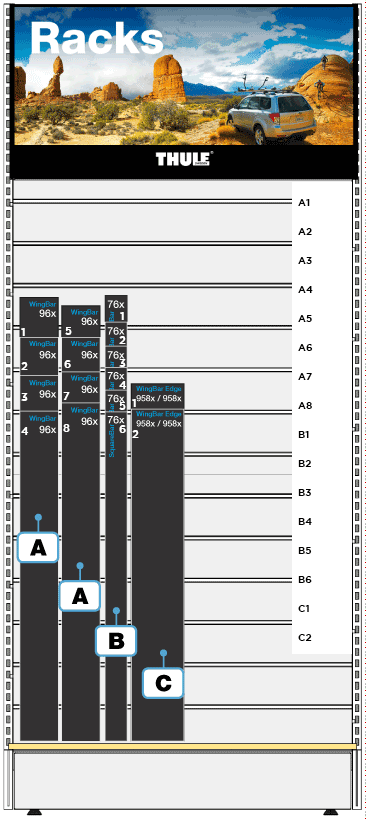 Racks
THULE
A1
A2
A3
A4
A5
A6
A7
A8
B1
B2
B3
B4
B5
B6
C1
C2
WingBar
96x
1
WingBar
96x
2
WingBar
96x
3
WingBar
96x
4
WingBar
96x
5
WingBar
96x
6
WingBar
96x
7
WingBar
96x
8
76x
1
76x
2
76x
3
76x
4
76x
5
76x
6
SquareBar
WingBar Edge
958x / 958x
1
WingBar Edge
958x / 958x
2
A
A
B
C